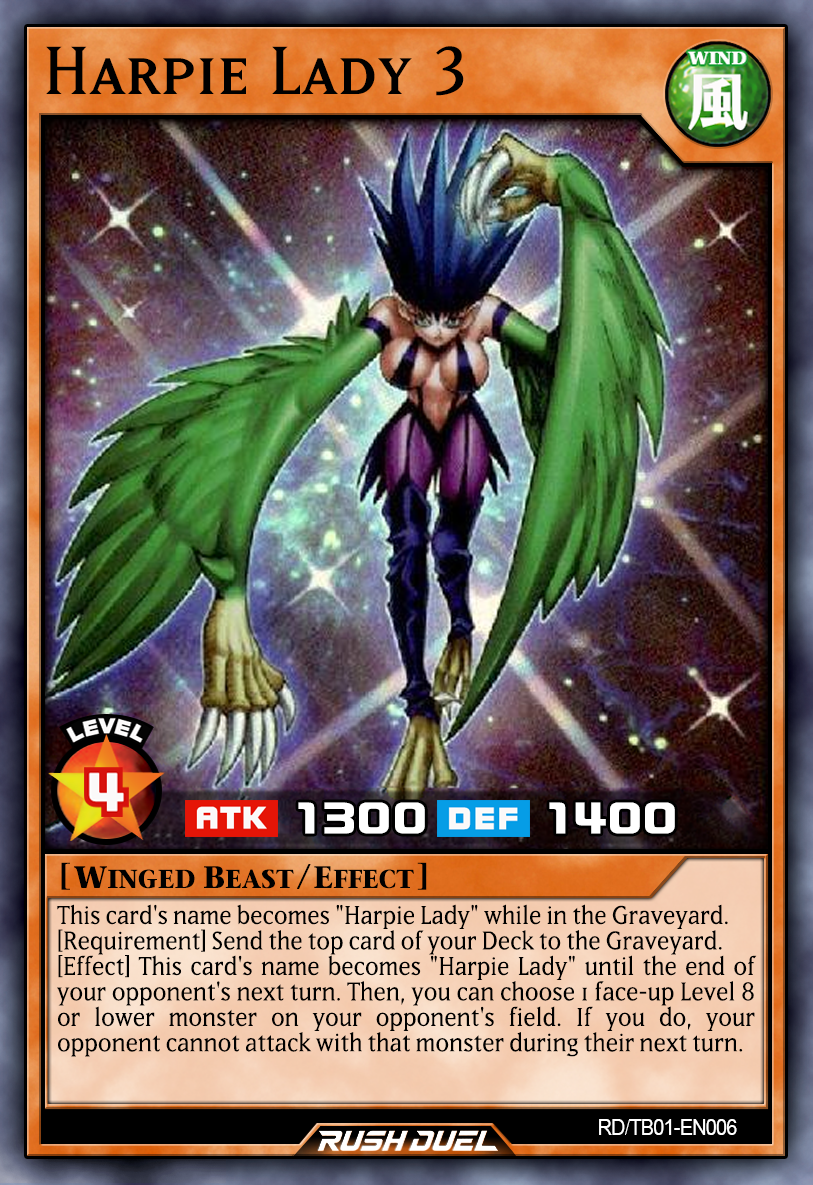 Harpie Lady 3
WIND
風
LEVEL
4
ATK 1300 DEF 1400
[Winged Beast/Effect]
This card's name becomes "Harpie Lady" while in the Graveyard.
[Requirement] Send the top card of your Deck to the Graveyard.
[Effect] This card's name becomes "Harpie Lady" until the end of
your opponent's next turn. Then, you can choose 1 face-up Level 8
or lower monster on your opponent's field. If you do, your
opponent cannot attack with that monster during their next turn.
RD/TB01-EN006
RUSH DUEL